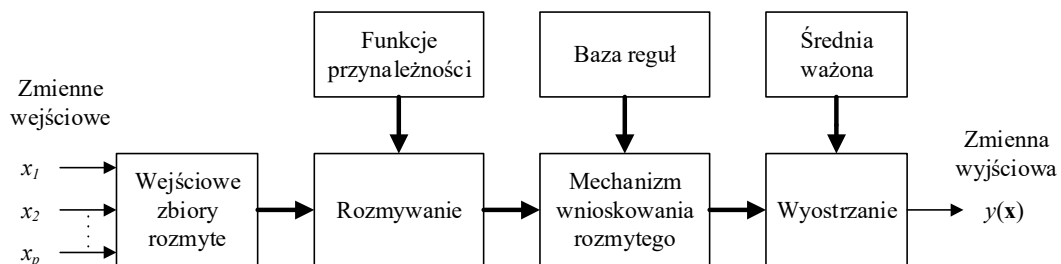 Funkcje
przynależności
Baza reguł
Średnia
ważona
Zmienne
wejściowe
x1
x2
xp
Wejściowe
zbiory
rozmyte
Rozmywanie
Mechanizm
wnioskowania
rozmytego
Wyostrzanie
Zmienna
wyjściowa
y(x)